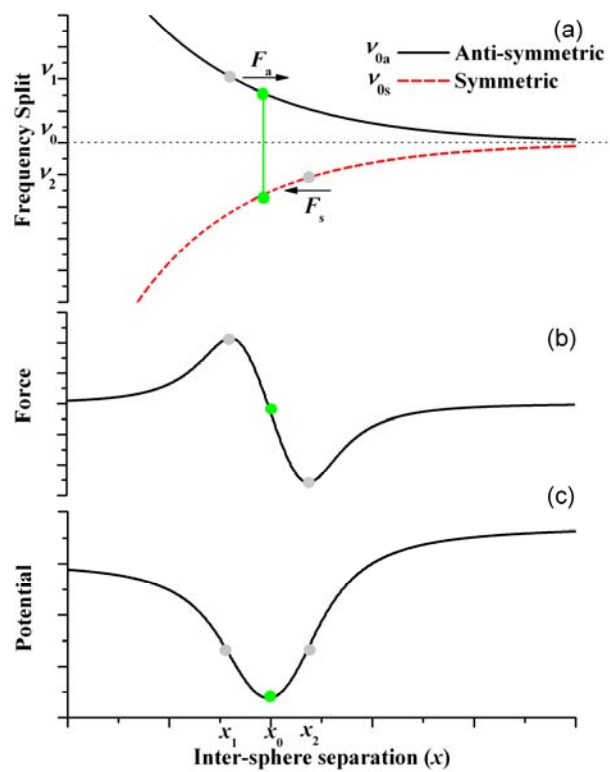 (a)
ν₀ₐ Anti-symmetric
ν₀ₛ Symmetric
ν₁
Fₐ
ν₀
ν₂
Fₛ
Frequency Split
(b)
Force
(c)
Potential
x₁ x₀ x₂
Inter-sphere separation (x)